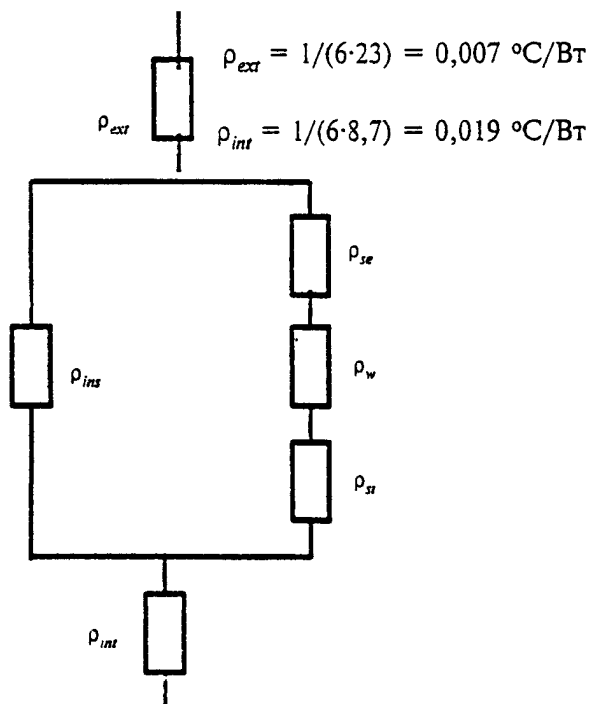 ρext = 1/(6·23) = 0,007 °C/Вт
ρext
ρint = 1/(6·8,7) = 0,019 °C/Вт
ρse
ρins
ρw
ρsi
ρint